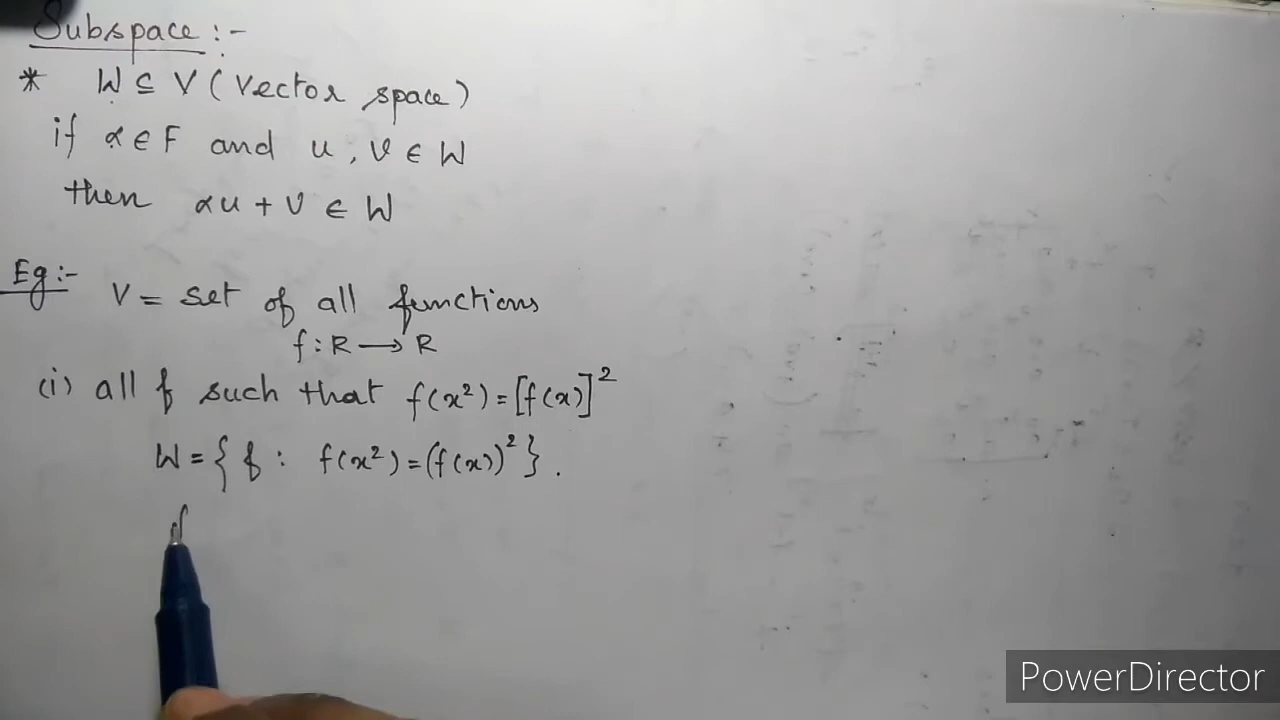 Subspace :-
* W ⊆ V (Vector space)
if α ∈ F and u, v ∈ W
then αu + v ∈ W
Eg:- V = set of all functions
f : R → R
(i) all f such that f(x²) = [f(x)]²
W = { f : f(x²) = (f(x))² } .
PowerDirector